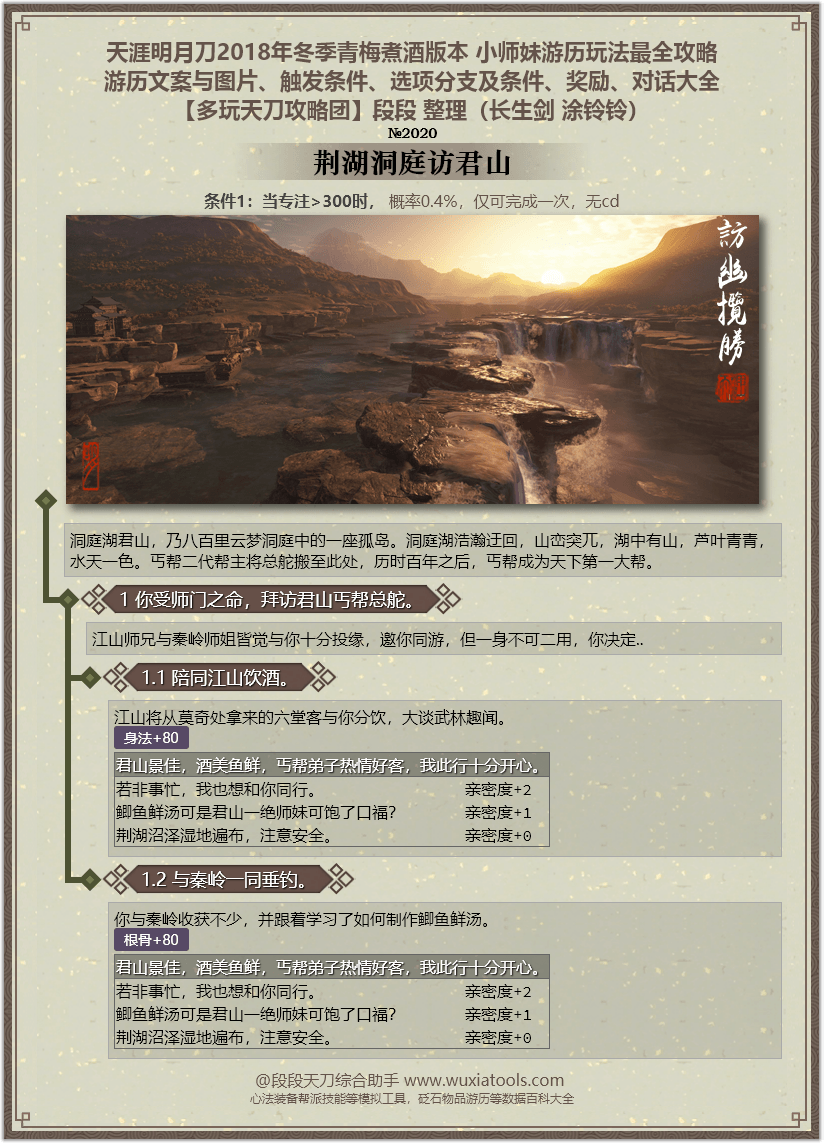 天涯明月刀2018年冬季青梅煮酒版本 小师妹游历玩法最全攻略
游历文案与图片、触发条件、选项分支及条件、奖励、对话大全
【多玩天刀攻略团】段段 整理（长生剑 涂铃铃）
№2020
荆湖洞庭访君山
条件1：当专注>300时， 概率0.4%，仅可完成一次，无cd
訪幽攬勝
洞庭湖君山，乃八百里云梦洞庭中的一座孤岛。洞庭湖浩瀚迂回，山峦突兀，湖中有山，芦叶青青，
水天一色。丐帮二代帮主将总舵搬至此处，历时百年之后，丐帮成为天下第一大帮。
1 你受师门之命，拜访君山丐帮总舵。
江山师兄与秦岭师姐皆觉与你十分投缘，邀你同游，但一身不可二用，你决定..
1.1 陪同江山饮酒。
江山将从莫奇处拿来的六堂客与你分饮，大谈武林趣闻。
身法+80
君山景佳，酒美鱼鲜，丐帮弟子热情好客，我此行十分开心。
若非事忙，我也想和你同行。 亲密度+2
鲫鱼鲜汤可是君山一绝师妹可饱了口福？ 亲密度+1
荆湖沼泽湿地遍布，注意安全。 亲密度+0
1.2 与秦岭一同垂钓。
你与秦岭收获不少，并跟着学习了如何制作鲫鱼鲜汤。
根骨+80
君山景佳，酒美鱼鲜，丐帮弟子热情好客，我此行十分开心。
若非事忙，我也想和你同行。 亲密度+2
鲫鱼鲜汤可是君山一绝师妹可饱了口福？ 亲密度+1
荆湖沼泽湿地遍布，注意安全。 亲密度+0
@段段天刀综合助手 www.wuxiatools.com
心法装备帮派技能等模拟工具，砭石物品游历等数据百科大全